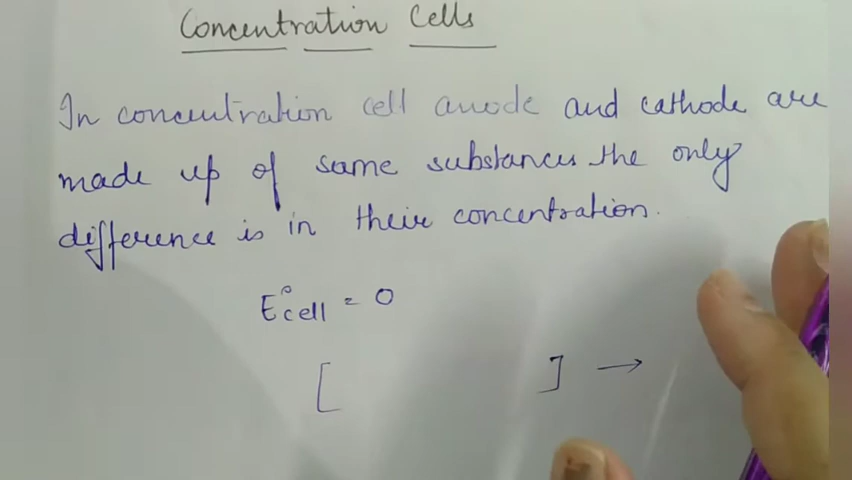 Concentration Cells
In concentration cell anode and cathode are
made up of same substances the only
difference is in their concentration.
E°cell = 0
[ ] →